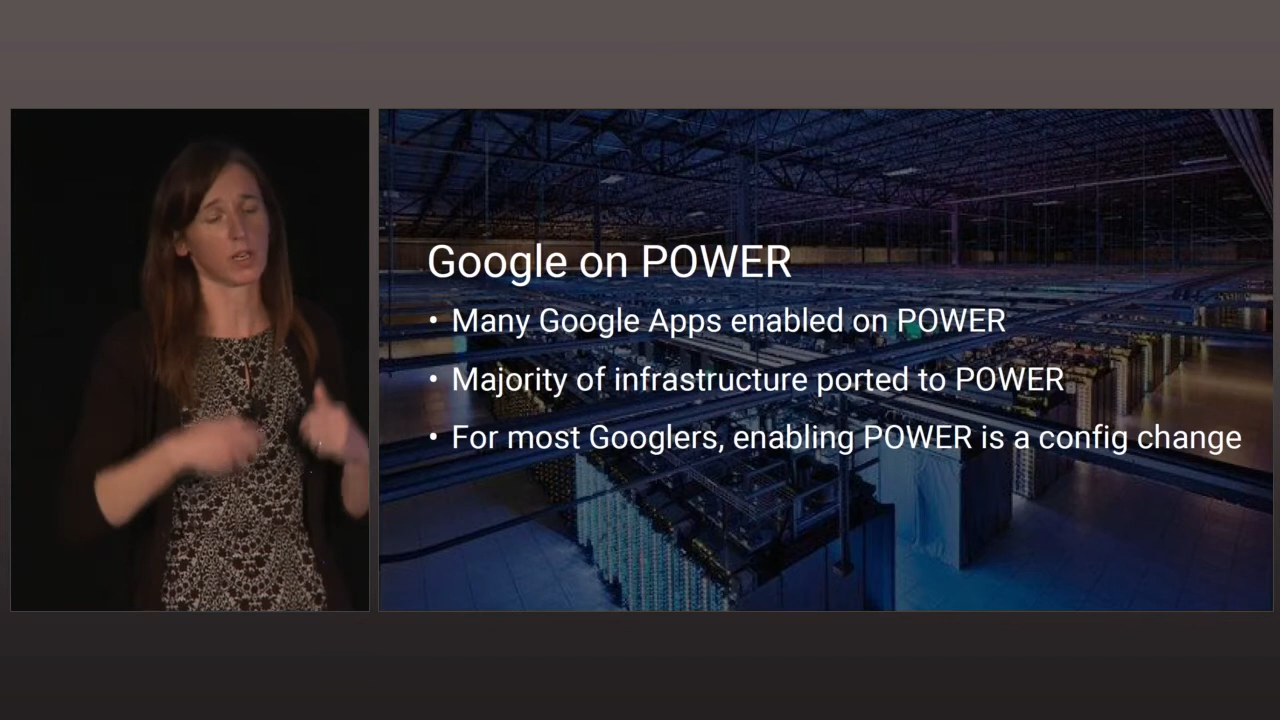 Google on POWER
• Many Google Apps enabled on POWER
• Majority of infrastructure ported to POWER
• For most Googlers, enabling POWER is a config change